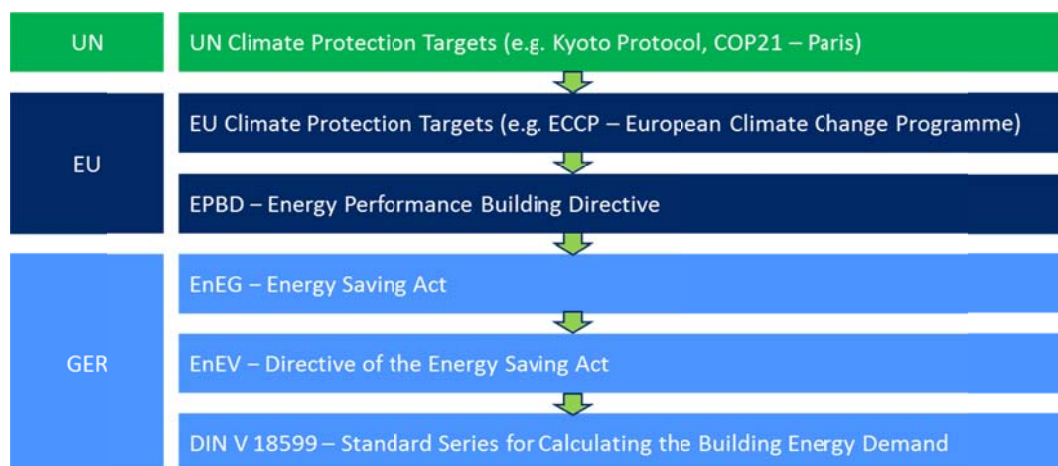 UN
UN Climate Protection Targets (e.g. Kyoto Protocol, COP21 – Paris)
EU
EU Climate Protection Targets (e.g. ECCP – European Climate Change Programme)
EPBD – Energy Performance Building Directive
GER
EnEG – Energy Saving Act
EnEV – Directive of the Energy Saving Act
DIN V 18599 – Standard Series for Calculating the Building Energy Demand